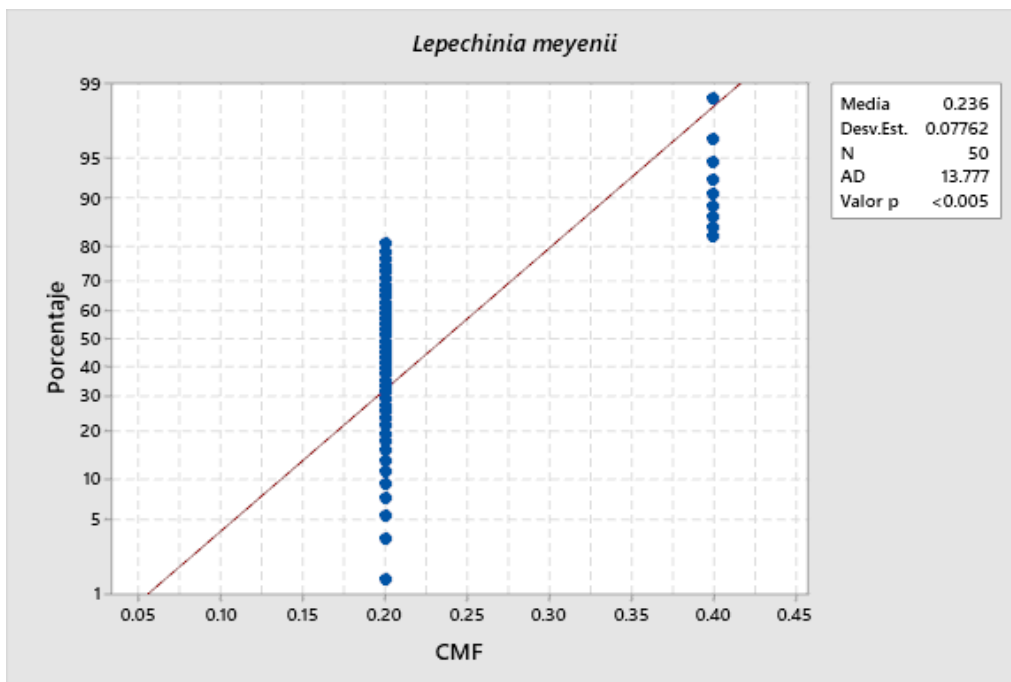 Lepechinia meyenii
99
95
90
80
70
60
50
40
30
20
10
5
1
Porcentaje
0.05 0.10 0.15 0.20 0.25 0.30 0.35 0.40 0.45
CMF
Media 0.236
Desv.Est. 0.07762
N 50
AD 13.777
Valor p <0.005